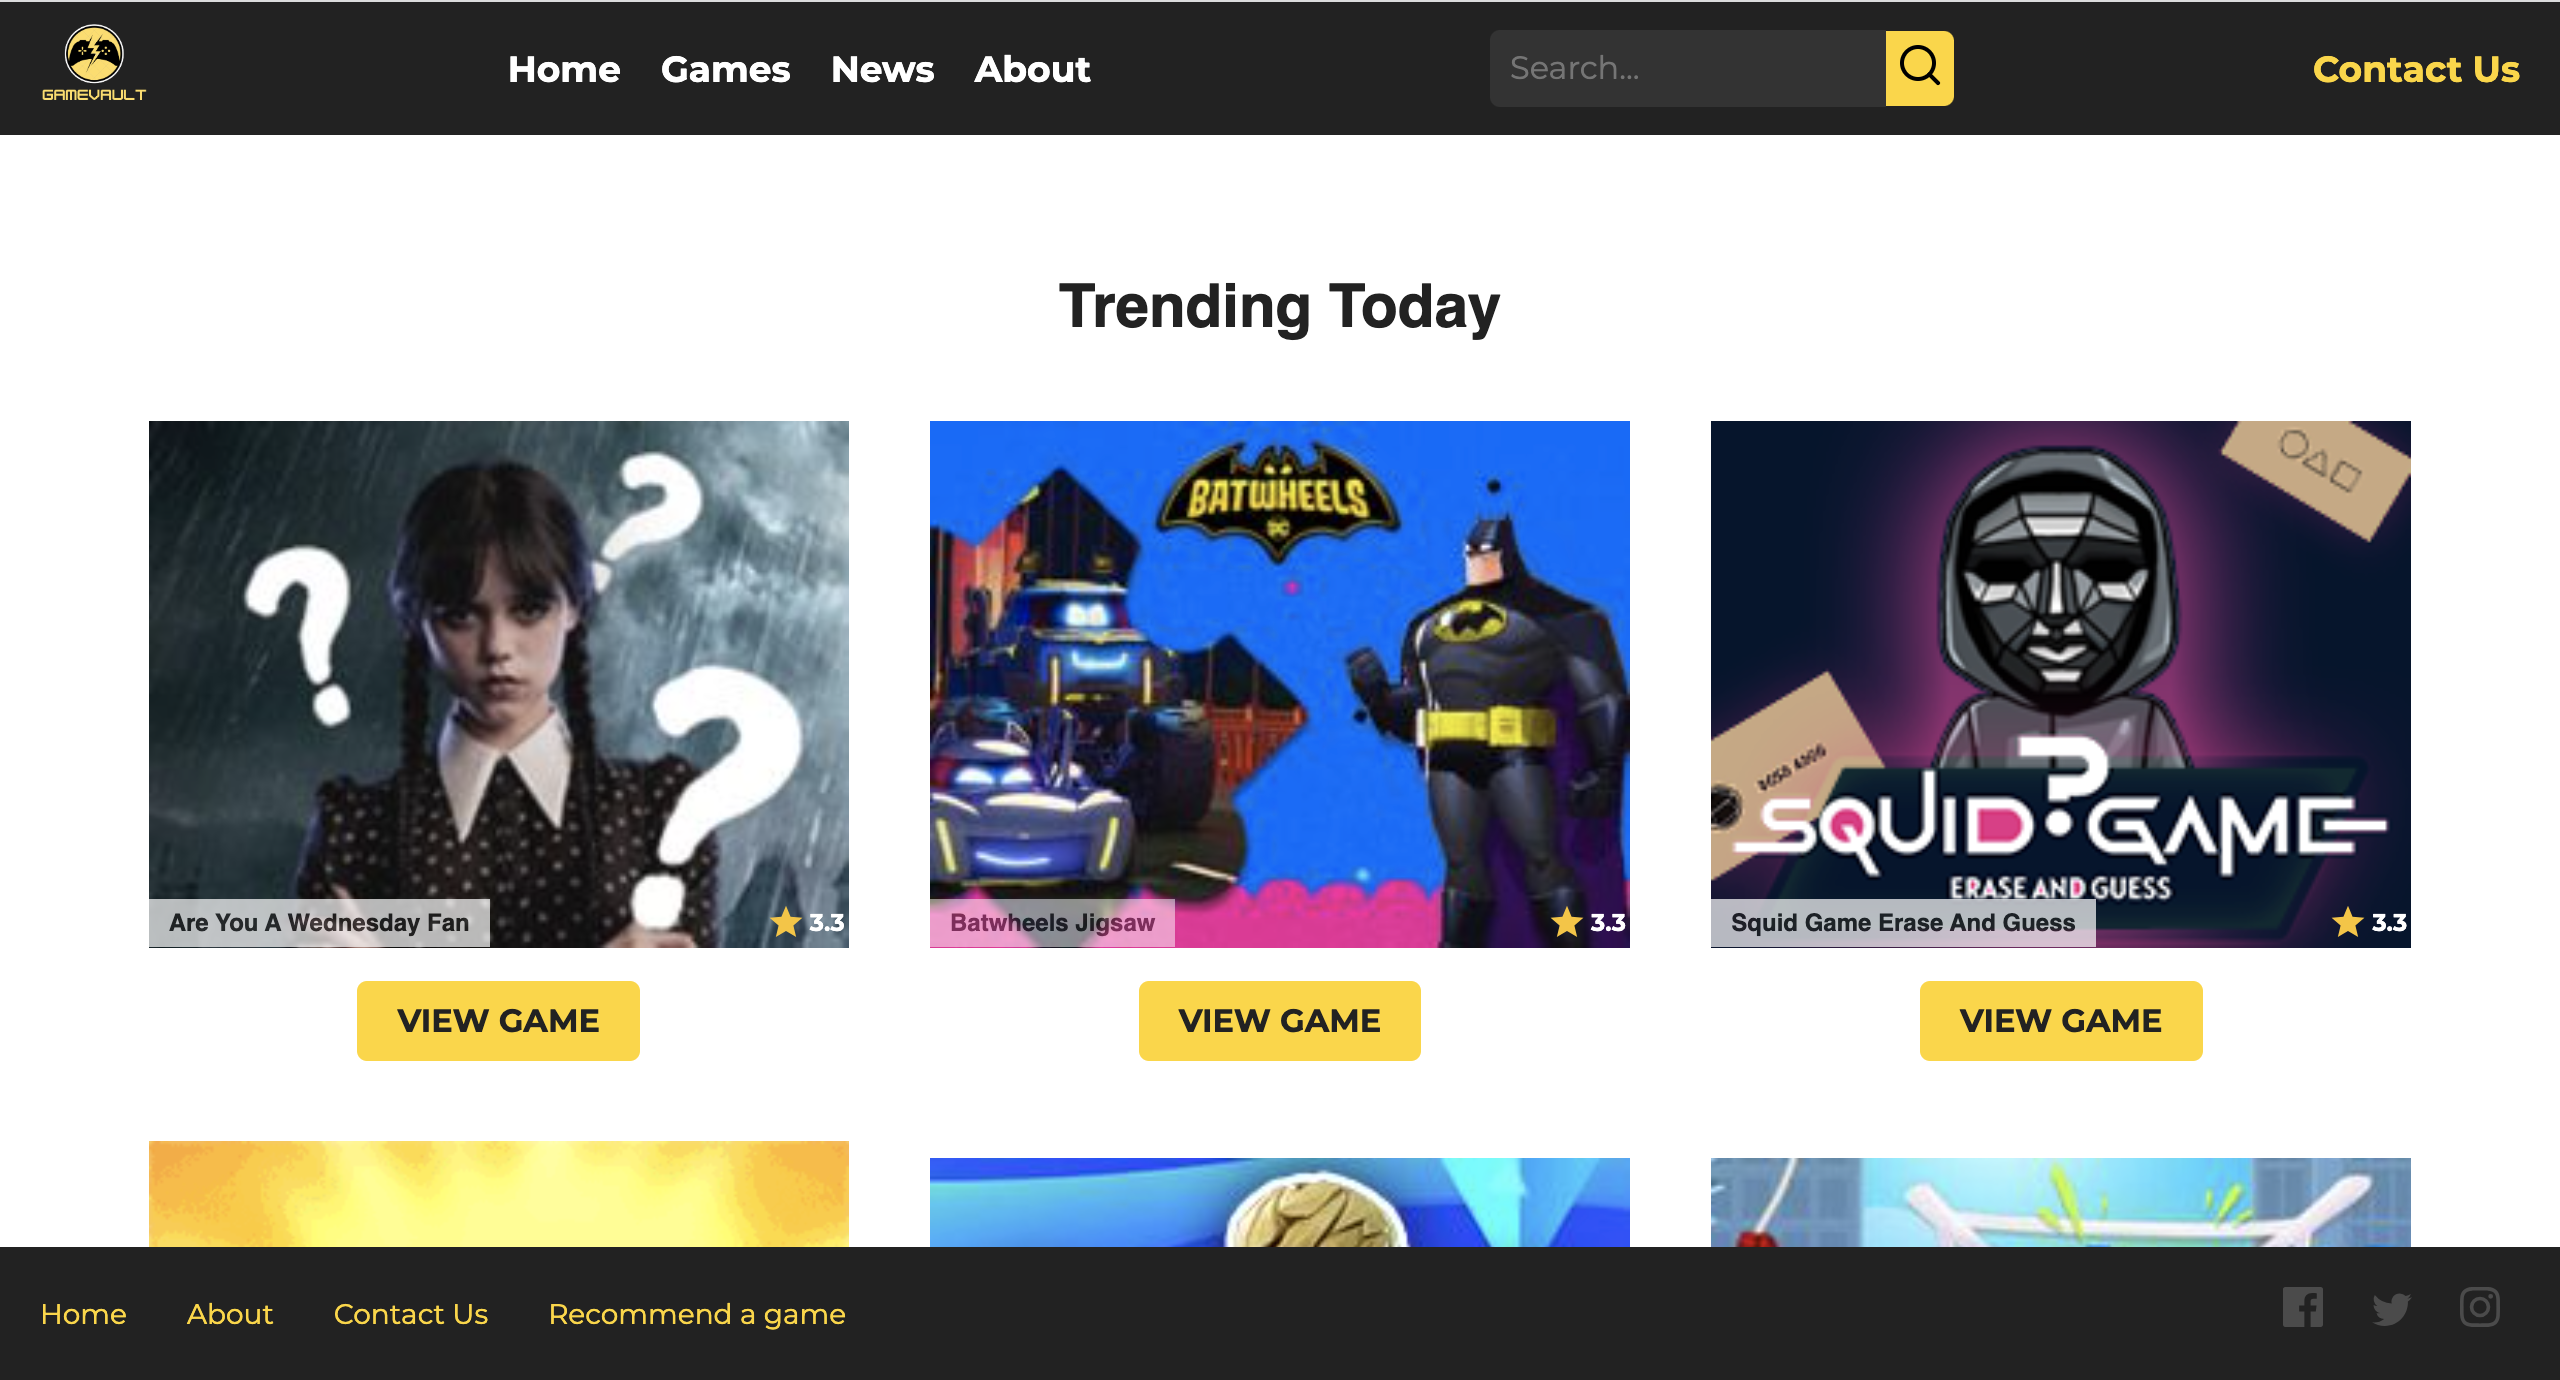 GAMEVAULT
Home Games News About
Search...
Contact Us
Trending Today
BATWHEELS
DC
SQUID?GAME
ERASE AND GUESS
Are You A Wednesday Fan
3.3
Batwheels Jigsaw
3.3
Squid Game Erase And Guess
3.3
VIEW GAME
VIEW GAME
VIEW GAME
Home About Contact Us Recommend a game